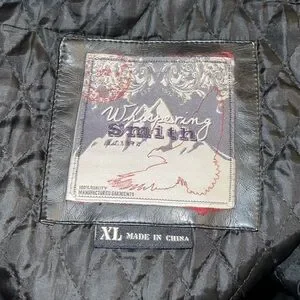 Whispering
Smith
100% QUALITY
MANUFACTURED GARMENTS
XL MADE IN CHINA